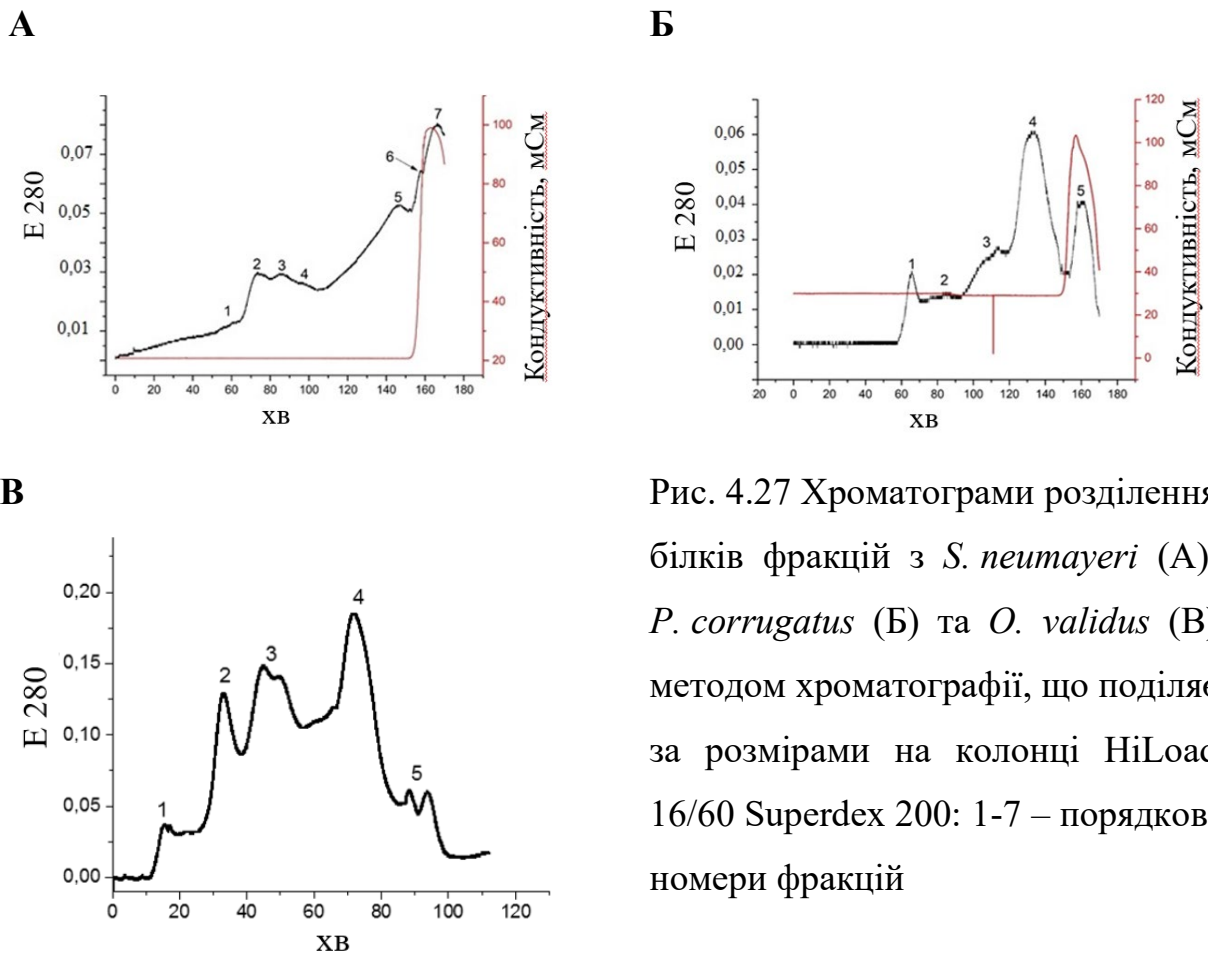 А
Б
E 280
0,07
0,05
0,03
0,01
1
2
3
4
5
6
7
100
80
60
40
20
Кондуктивність, мСм
0 20 40 60 80 100 120 140 160 180
хв
E 280
0,06
0,05
0,04
0,03
0,02
0,01
0,00
1
2
3
4
5
120
100
80
60
40
20
0
Кондуктивність, мСм
20 0 20 40 60 80 100 120 140 160 180
хв
В
E 280
0,20
0,15
0,10
0,05
0,00
1
2
3
4
5
0 20 40 60 80 100 120
хв
Рис. 4.27 Хроматограми розділення
білків фракцій з S. neumayeri (А)
P. corrugatus (Б) та O. validus (В)
методом хроматографії, що поділяє
за розмірами на колонці HiLoad
16/60 Superdex 200: 1-7 – порядков
номери фракцій